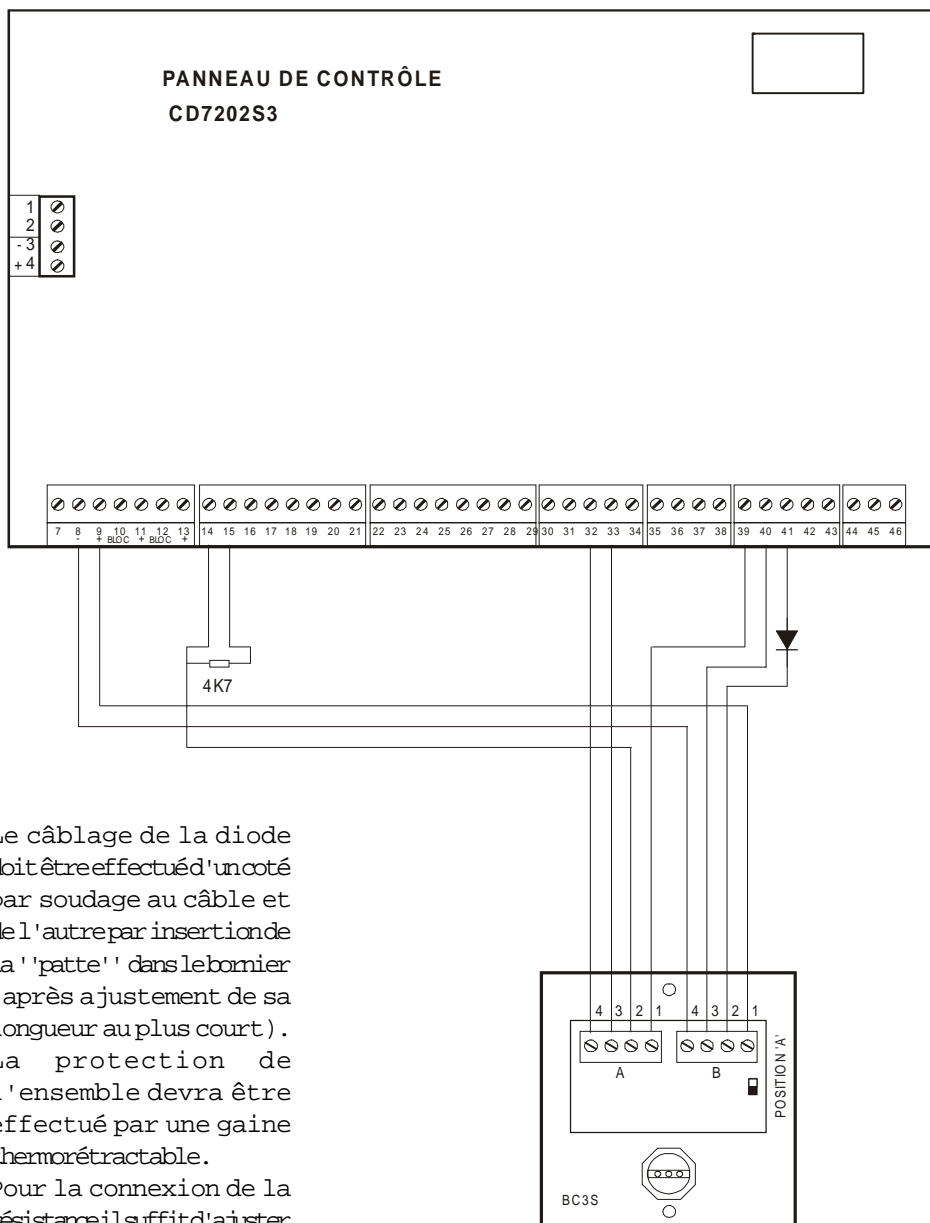 PANNEAU DE CONTRÔLE
CD7202S3
1
2
- 3
+ 4
7 8 9 10 11 12 13 14 15 16 17 18 19 20 21 22 23 24 25 26 27 28 29 30 31 32 33 34 35 36 37 38 39 40 41 42 43 44 45 46
- + BLOC + BLOC +
4K7
Le câblage de la diode
doit être effectué d'un coté
par soudage au câble et
de l'autre par insertion de
la ''patte'' dans le bornier
(après ajustement de sa
longueur au plus court).
La protection de
l'ensemble devra être
effectué par une gaine
thermorétractable.
Pour la connexion de la
résistance il suffit d'ajuster
4 3 2 1 4 3 2 1
A B
POSITION 'A'
BC3S